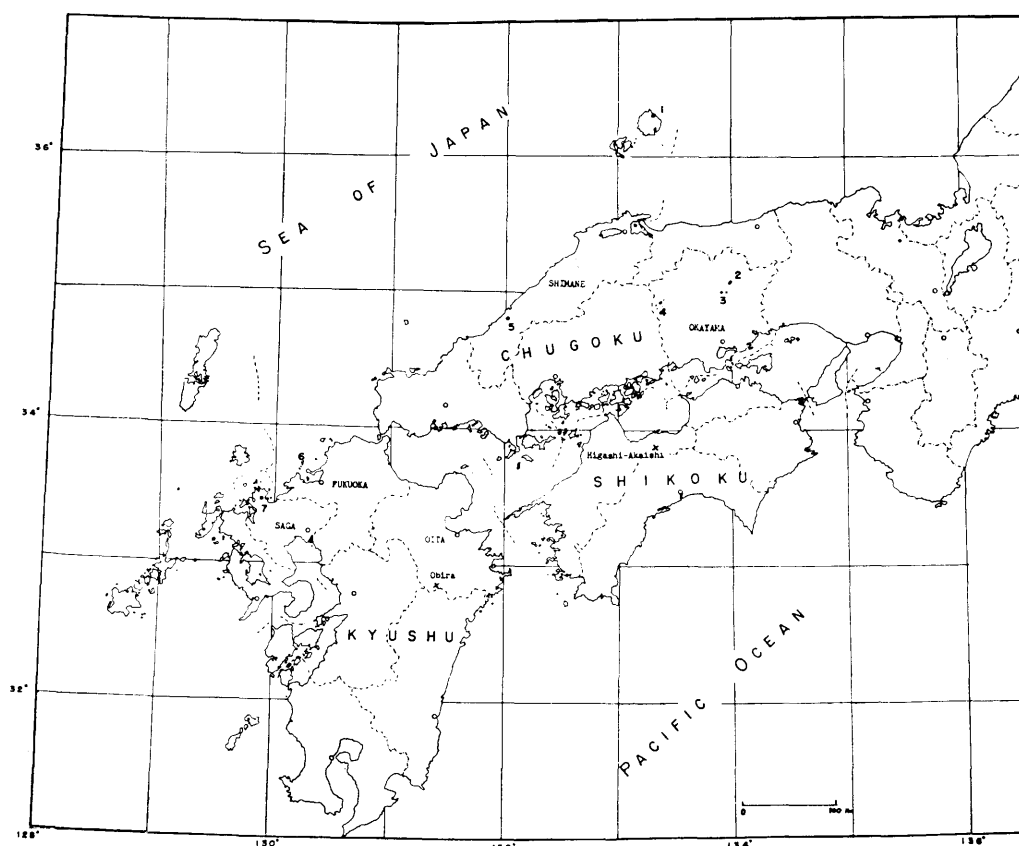 1
36°
JAPAN
OF
SEA
SHIMANE
2
3
4
OKAYAMA
5
CHUGOKU
34°
Higashi-Akaishi
SHIKOKU
6
FUKUOKA
7
SAGA
OITA
Obira
KYUSHU
PACIFIC OCEAN
32°
0
128°
130°
134°
136°